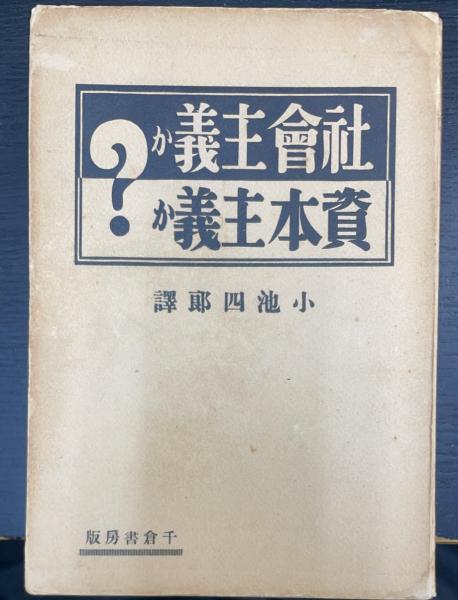 社會主義か
資本主義か
？
小池四郎譯
千倉書房版